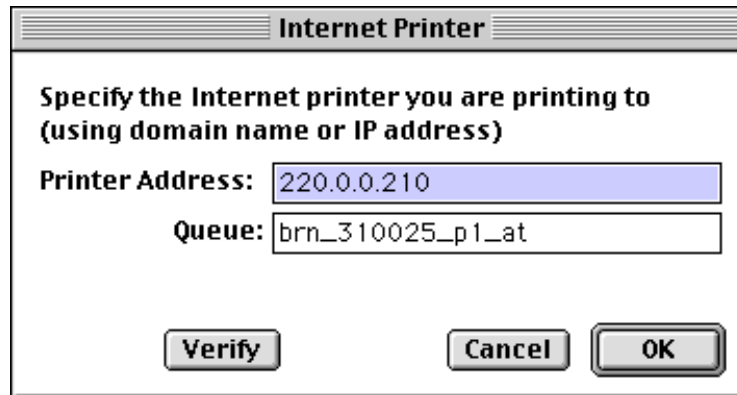 Internet Printer
Specify the Internet printer you are printing to
(using domain name or IP address)
Printer Address: 220.0.0.210
Queue: brn_310025_p1_at
Verify Cancel OK